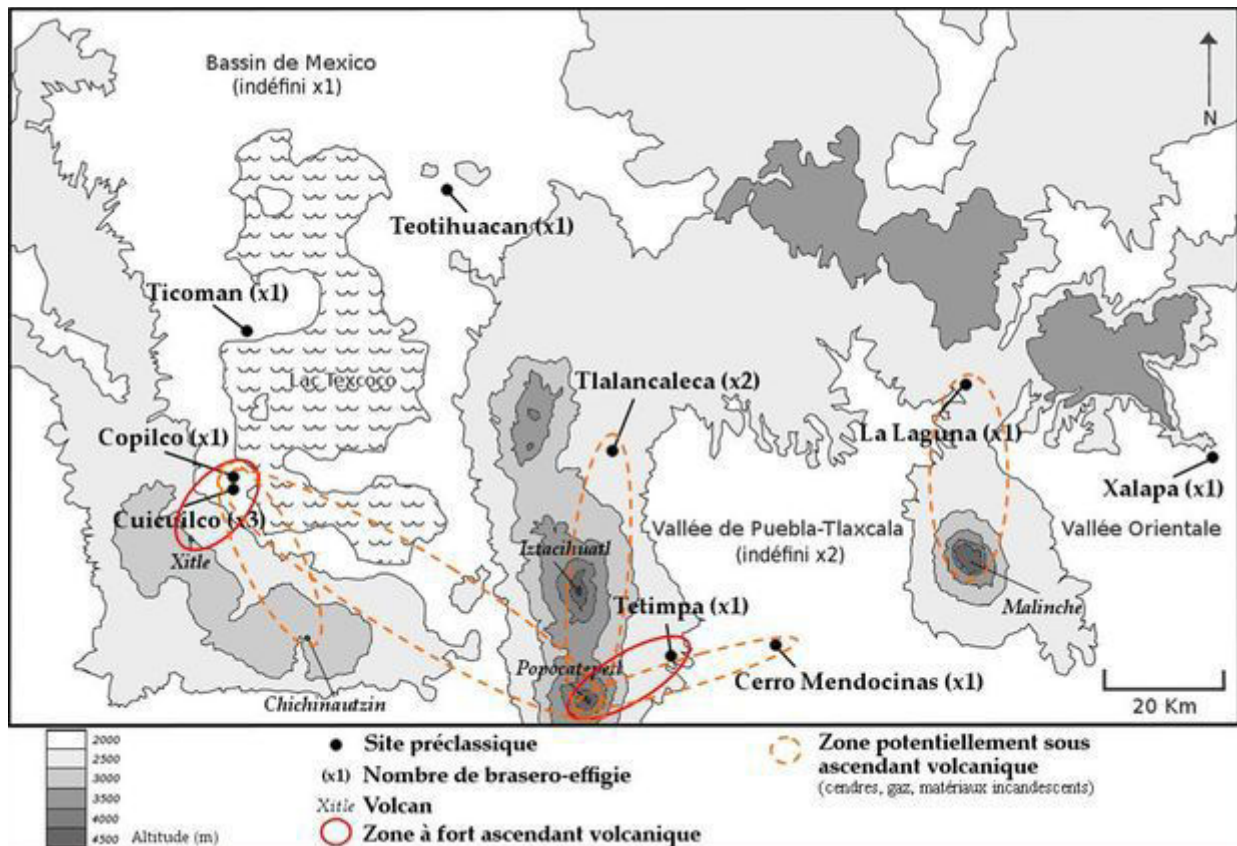 Bassin de Mexico
(indéfini x1)
N
Teotihuacan (x1)
Ticoman (x1)
Lac Texcoco
Tlalancaleca (x2)
Copilco (x1)
La Laguna (x1)
Xalapa (x1)
Cuicuilco (x3)
Vallée de Puebla-Tlaxcala
(indéfini x2)
Vallée Orientale
Xitle
Iztacihuatl
Tetimpa (x1)
Malinche
Popocatepetl
Cerro Mendocinas (x1)
Chichinautzin
20 Km
2000
2500
3000
3500
4000
4500
Altitude (m)
Site préclassique
(x1) Nombre de brasero-effigie
Xitle Volcan
Zone à fort ascendant volcanique
Zone potentiellement sous
ascendant volcanique
(cendres, gaz, matériaux incandescents)